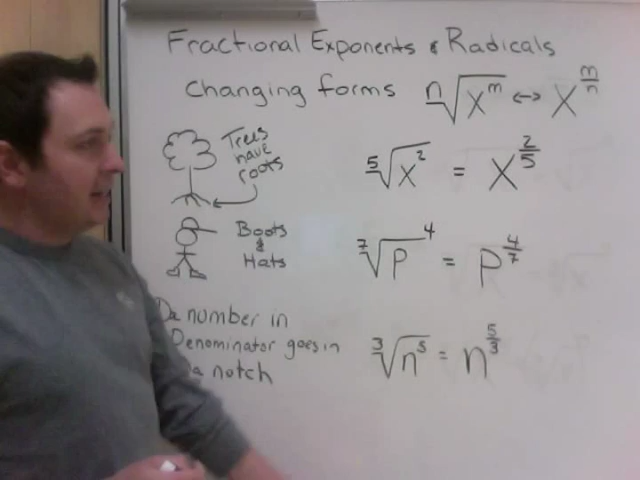 Fractional Exponents & Radicals
Changing forms ⁿ√xᵐ ↔ x^(m/n)
Trees
have
roots
⁵√x² = x^(2/5)
Boots
&
Hats
⁷√p⁴ = p^(4/7)
Da number in
Denominator goes in
notch
³√n⁵ = n^(5/3)